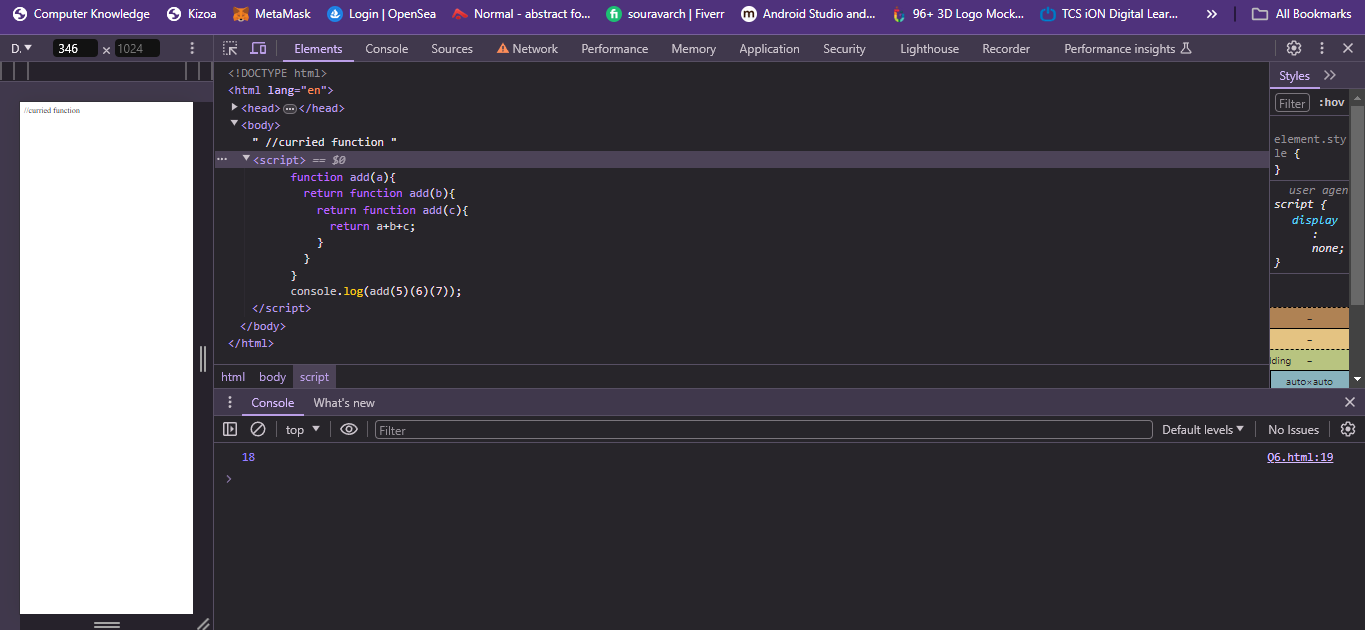 Computer Knowledge Kizoa MetaMask Login | OpenSea Normal - abstract fo... souravarch | Fiverr Android Studio and... 96+ 3D Logo Mock... TCS iON Digital Lear... » All Bookmarks
D. ▼ 346 × 1024 Elements Console Sources Network Performance Memory Application Security Lighthouse Recorder Performance insights
<!DOCTYPE html>
<html lang="en">
<head> ... </head>
<body>
" //curried function "
... <script> == $0
function add(a){
return function add(b){
return function add(c){
return a+b+c;
}
}
}
console.log(add(5)(6)(7));
</script>
</body>
</html>
html body script
//curried function
Styles »
Filter :hov
element.sty
le {
}
user agen
script {
display
:
none;
}
-
-
lding -
auto×auto
Console What's new
top ▼ Filter Default levels ▼ No Issues
18 Q6.html:19
>